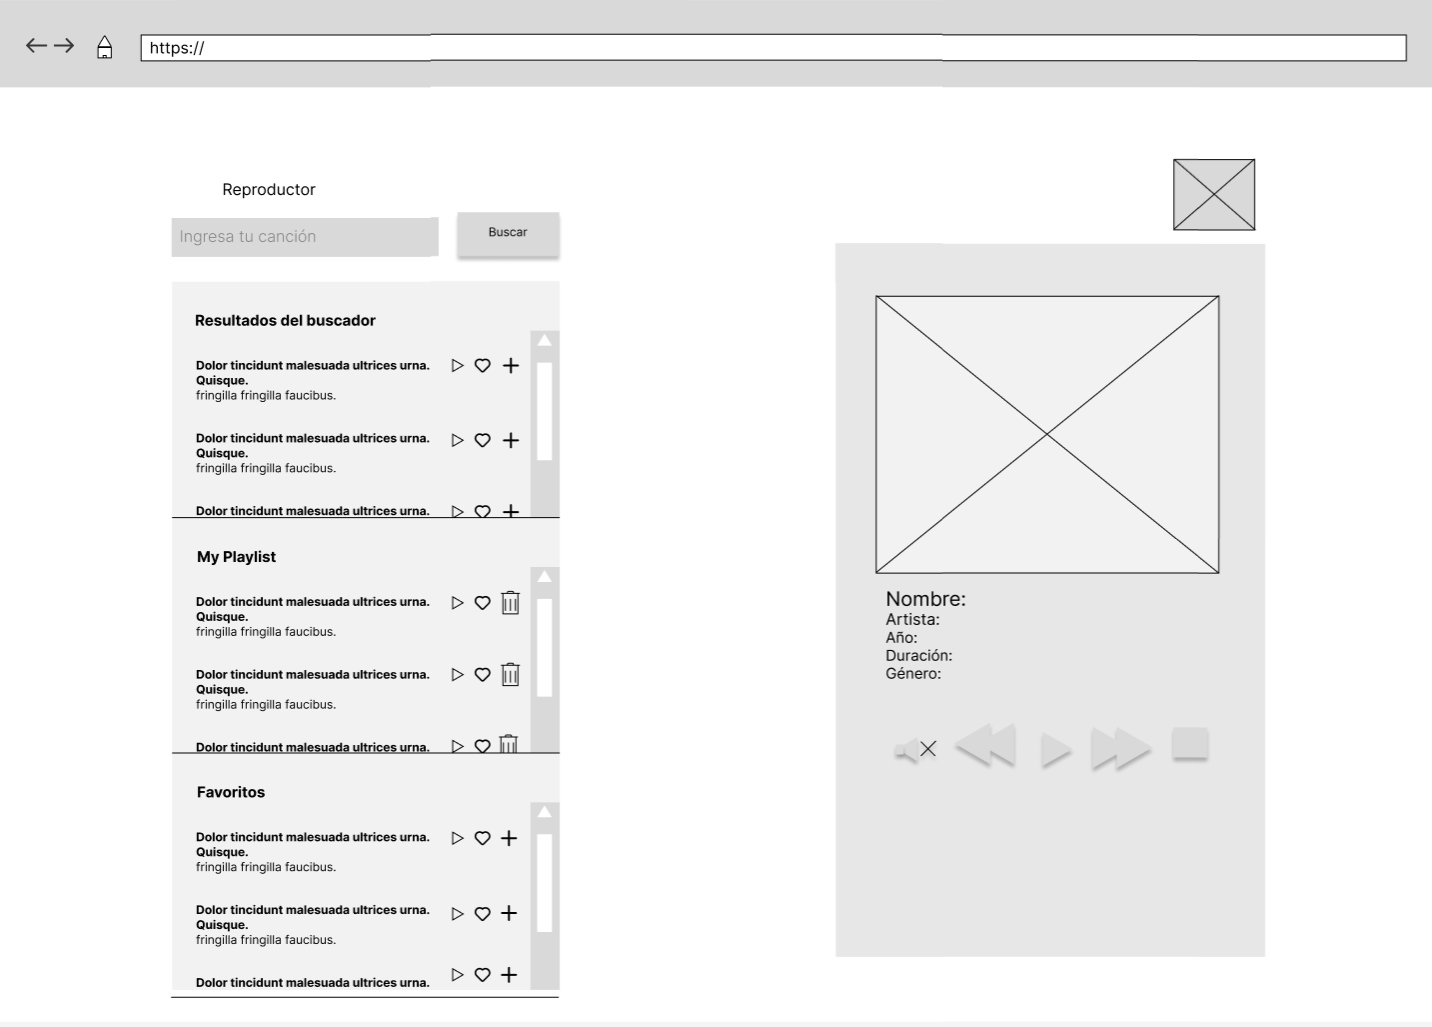 https://
Reproductor
Ingresa tu canción
Buscar
Resultados del buscador
Dolor tincidunt malesuada ultrices urna.
Quisque.
fringilla fringilla faucibus.
Dolor tincidunt malesuada ultrices urna.
Quisque.
fringilla fringilla faucibus.
Dolor tincidunt malesuada ultrices urna.
My Playlist
Dolor tincidunt malesuada ultrices urna.
Quisque.
fringilla fringilla faucibus.
Dolor tincidunt malesuada ultrices urna.
Quisque.
fringilla fringilla faucibus.
Dolor tincidunt malesuada ultrices urna.
Favoritos
Dolor tincidunt malesuada ultrices urna.
Quisque.
fringilla fringilla faucibus.
Dolor tincidunt malesuada ultrices urna.
Quisque.
fringilla fringilla faucibus.
Dolor tincidunt malesuada ultrices urna.
Nombre:
Artista:
Año:
Duración:
Género: